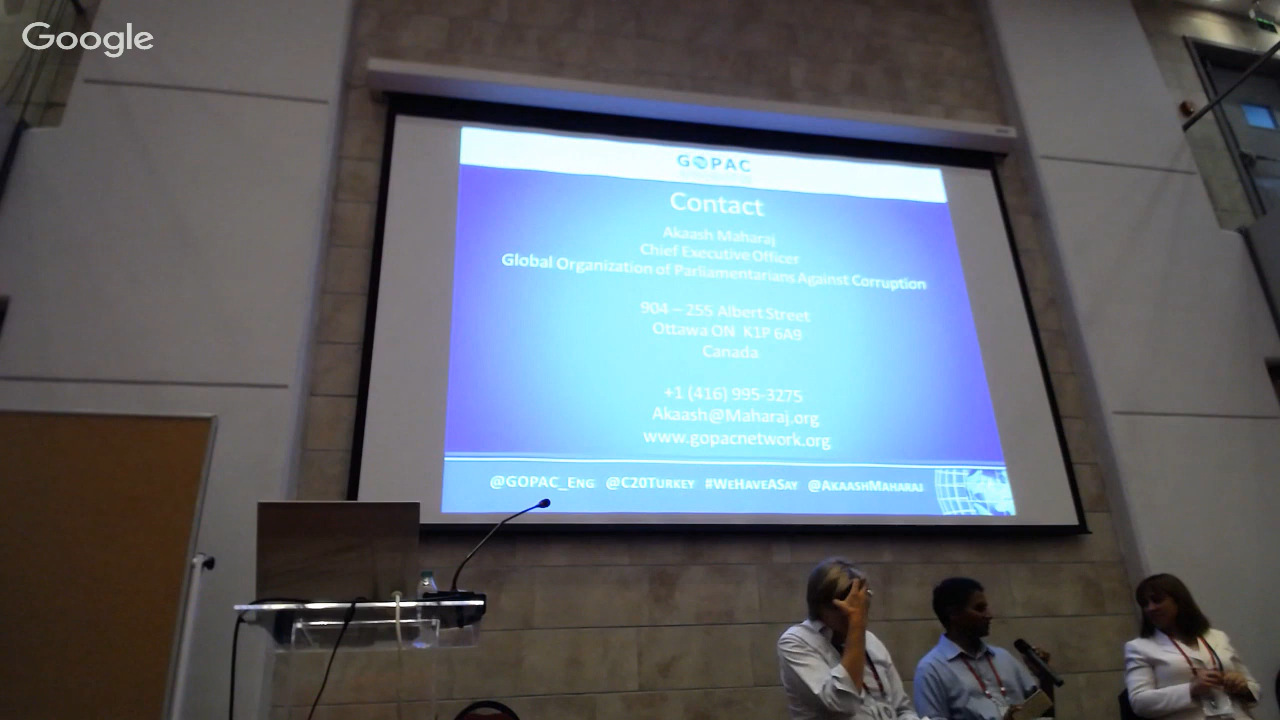 Google
GOPAC
Contact
Akaash Maharaj
Chief Executive Officer
Global Organization of Parliamentarians Against Corruption
904 – 255 Albert Street
Ottawa ON K1P 6A9
Canada
+1 (416) 995-3275
Akaash@Maharaj.org
www.gopacnetwork.org
@GOPAC_Eng @C20Turkey #WeHaveASay @AkaashMaharaj